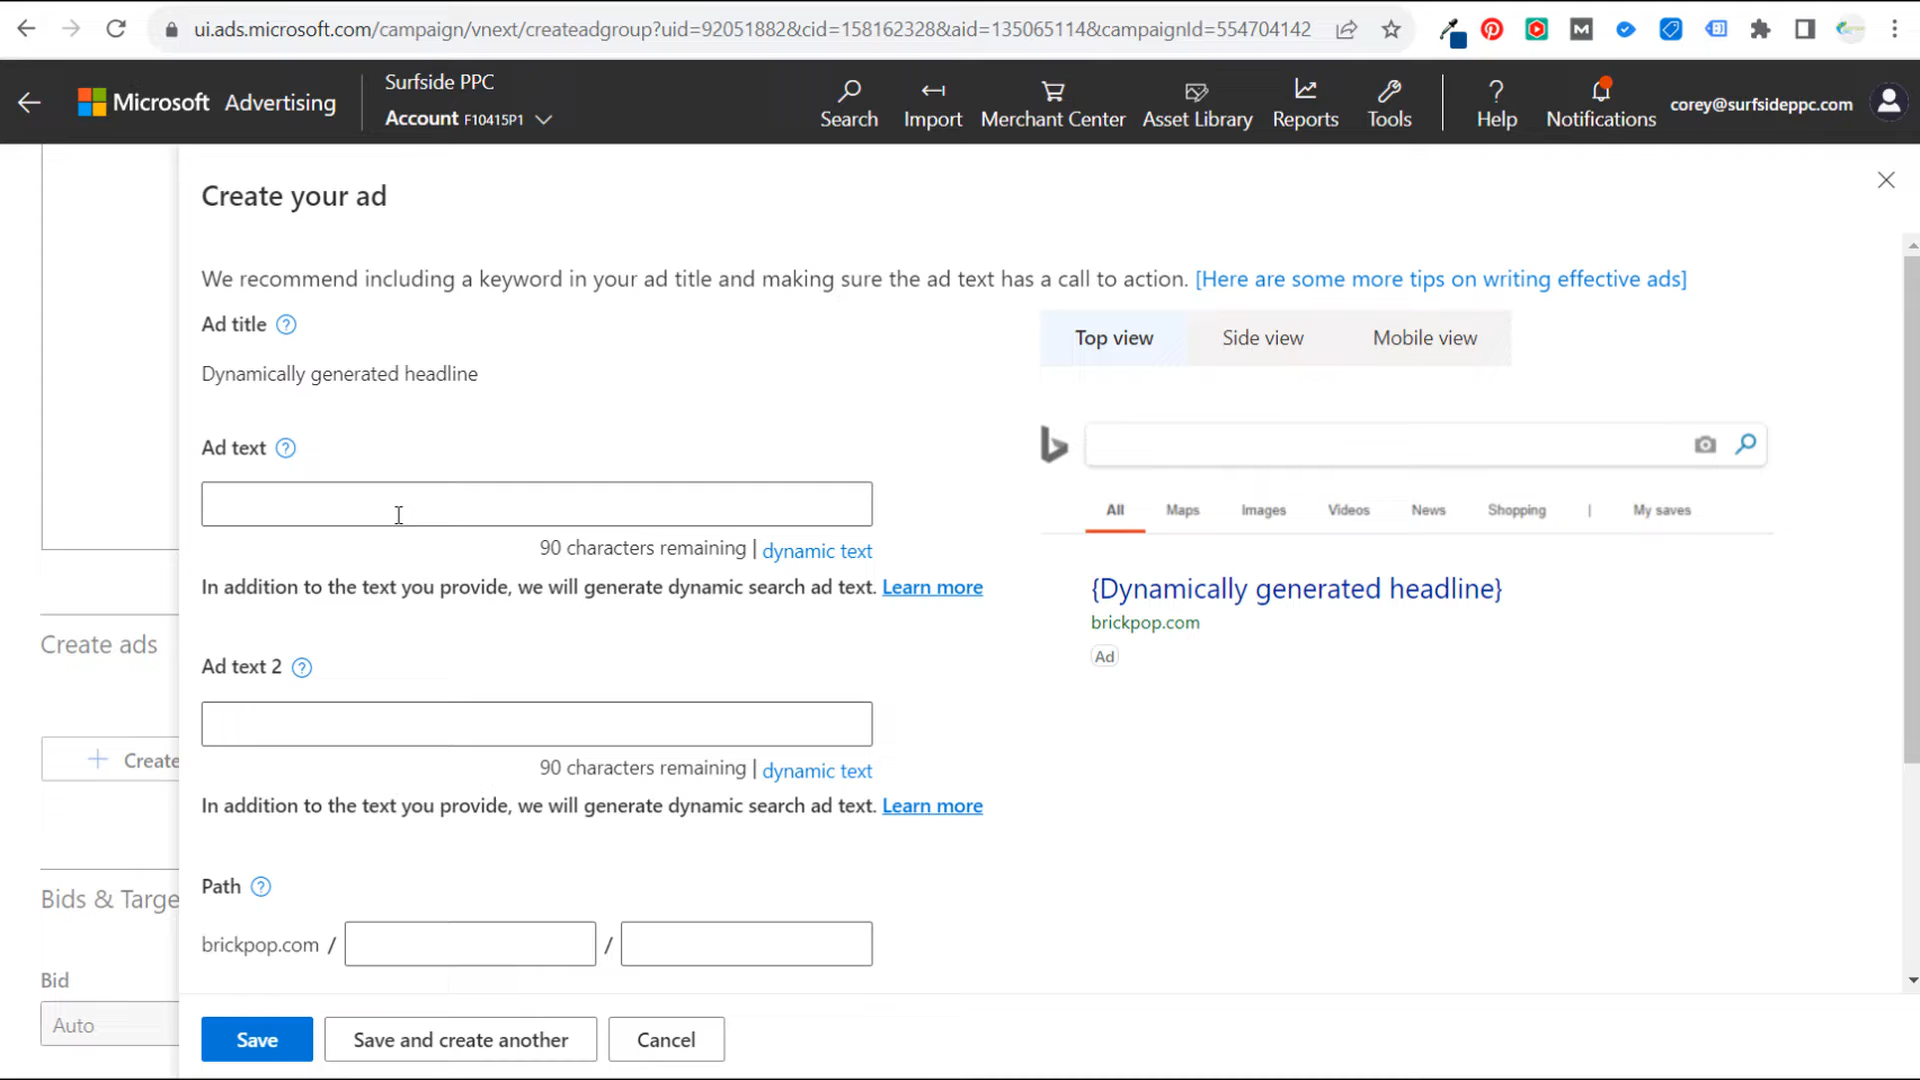 ui.ads.microsoft.com/campaign/vnext/createadgroup?uid=92051882&cid=158162328&aid=135065114&campaignId=554704142
Microsoft Advertising
Surfside PPC
Account F10415P1
Search
Import
Merchant Center
Asset Library
Reports
Tools
Help
Notifications
corey@surfsideppc.com
Create your ad
We recommend including a keyword in your ad title and making sure the ad text has a call to action. [Here are some more tips on writing effective ads]
Ad title
Dynamically generated headline
Ad text
90 characters remaining | dynamic text
In addition to the text you provide, we will generate dynamic search ad text. Learn more
Ad text 2
90 characters remaining | dynamic text
In addition to the text you provide, we will generate dynamic search ad text. Learn more
Path
brickpop.com / /
Save
Save and create another
Cancel
Top view
Side view
Mobile view
All Maps Images Videos News Shopping | My saves
{Dynamically generated headline}
brickpop.com
Ad
Create ads
+ Create
Bids & Targe
Bid
Auto